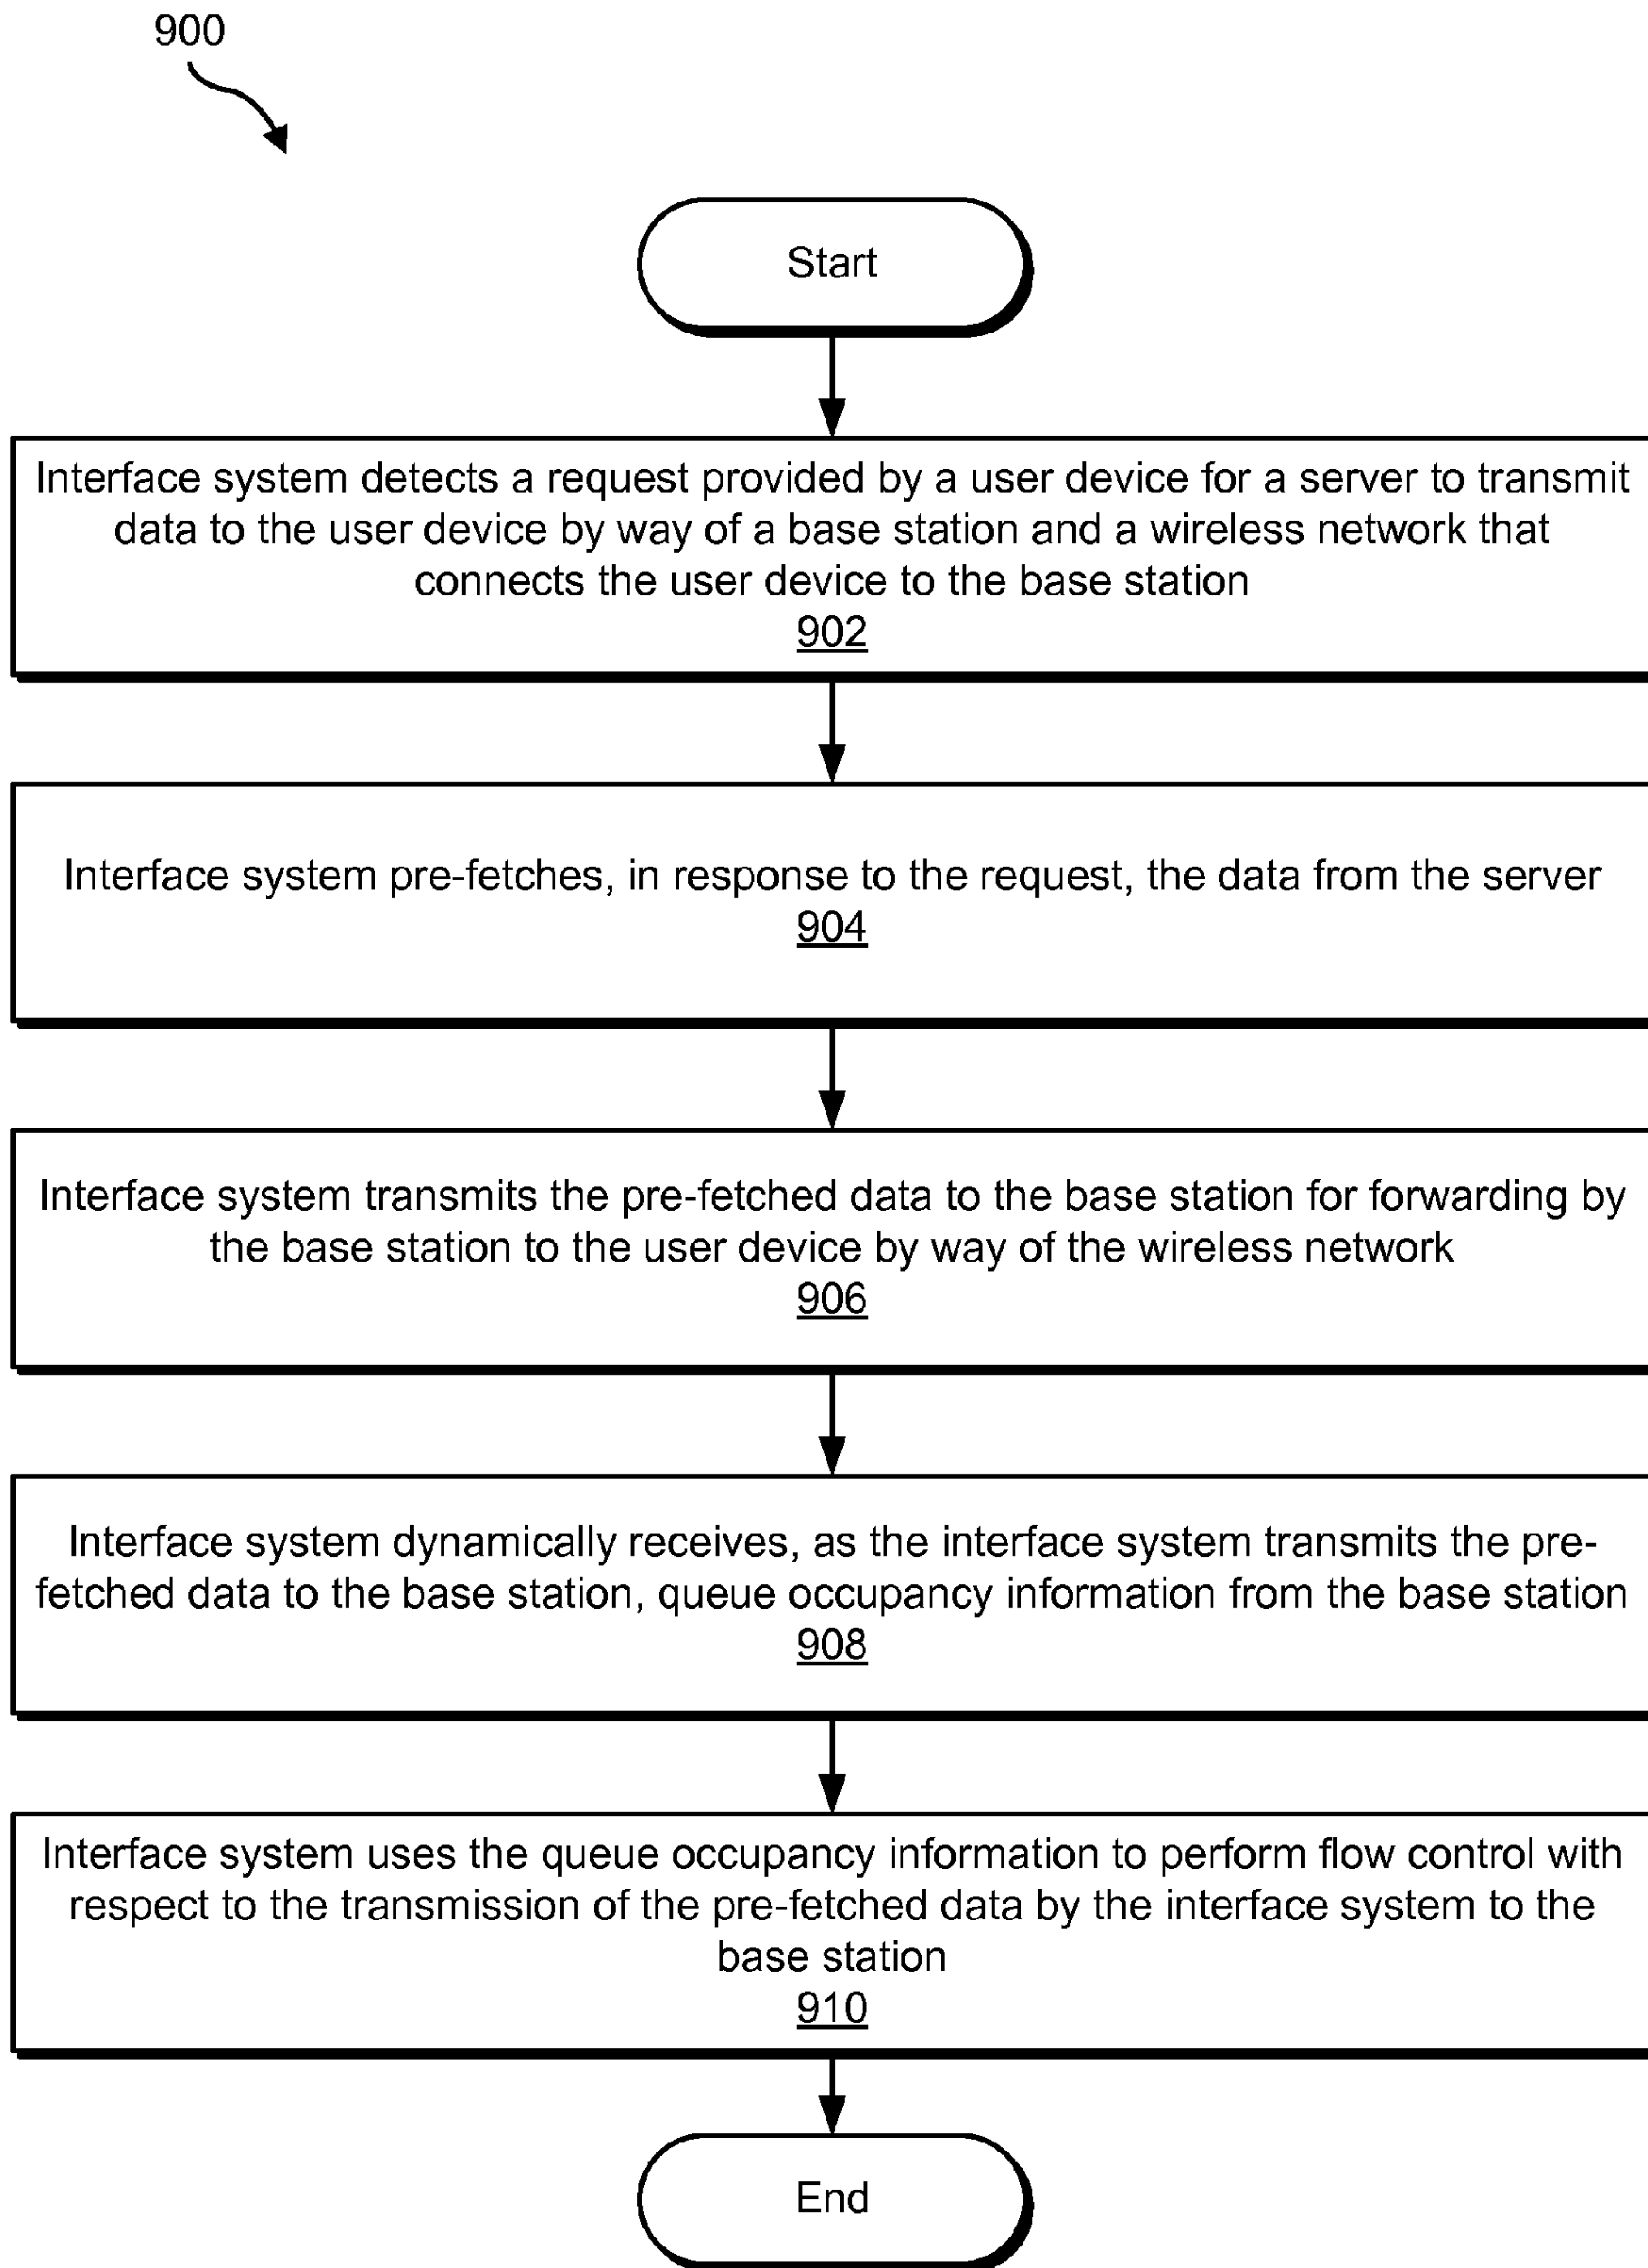 900
Start
Interface system detects a request provided by a user device for a server to transmit
data to the user device by way of a base station and a wireless network that
connects the user device to the base station
902
Interface system pre-fetches, in response to the request, the data from the server
904
Interface system transmits the pre-fetched data to the base station for forwarding by
the base station to the user device by way of the wireless network
906
Interface system dynamically receives, as the interface system transmits the pre-
fetched data to the base station, queue occupancy information from the base station
908
Interface system uses the queue occupancy information to perform flow control with
respect to the transmission of the pre-fetched data by the interface system to the
base station
910
End